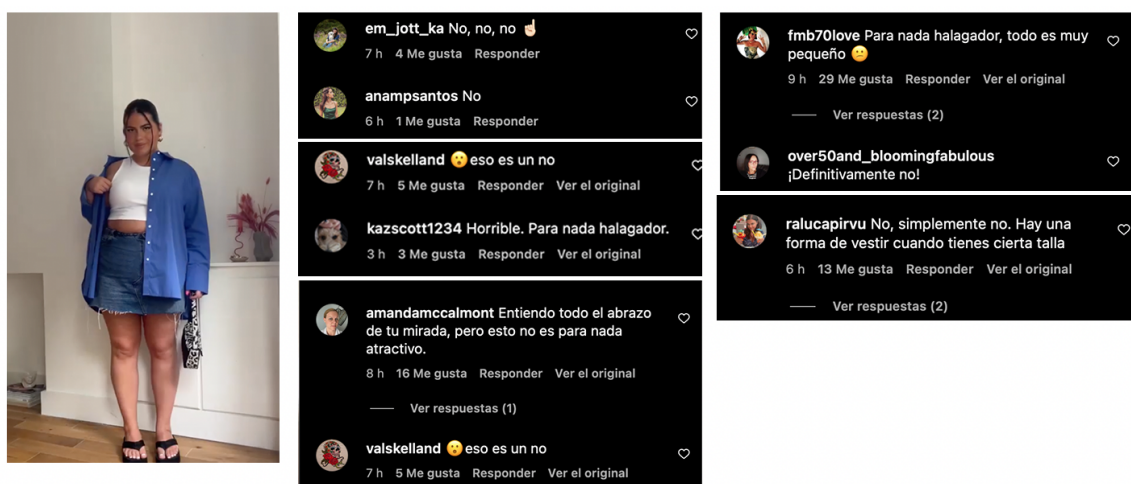 em_jott_ka No, no, no ☝🏻
7 h 4 Me gusta Responder
anampsantos No
6 h 1 Me gusta Responder
valskelland 😮eso es un no
7 h 5 Me gusta Responder Ver el original
kazscott1234 Horrible. Para nada halagador.
3 h 3 Me gusta Responder Ver el original
amandamccalmont Entiendo todo el abrazo
de tu mirada, pero esto no es para nada
atractivo.
8 h 16 Me gusta Responder Ver el original
Ver respuestas (1)
valskelland 😮eso es un no
7 h 5 Me gusta Responder Ver el original
fmb70love Para nada halagador, todo es muy
pequeño 😕
9 h 29 Me gusta Responder Ver el original
Ver respuestas (2)
over50and_bloomingfabulous
¡Definitivamente no!
ralucapirvu No, simplemente no. Hay una
forma de vestir cuando tienes cierta talla
6 h 13 Me gusta Responder Ver el original
Ver respuestas (2)